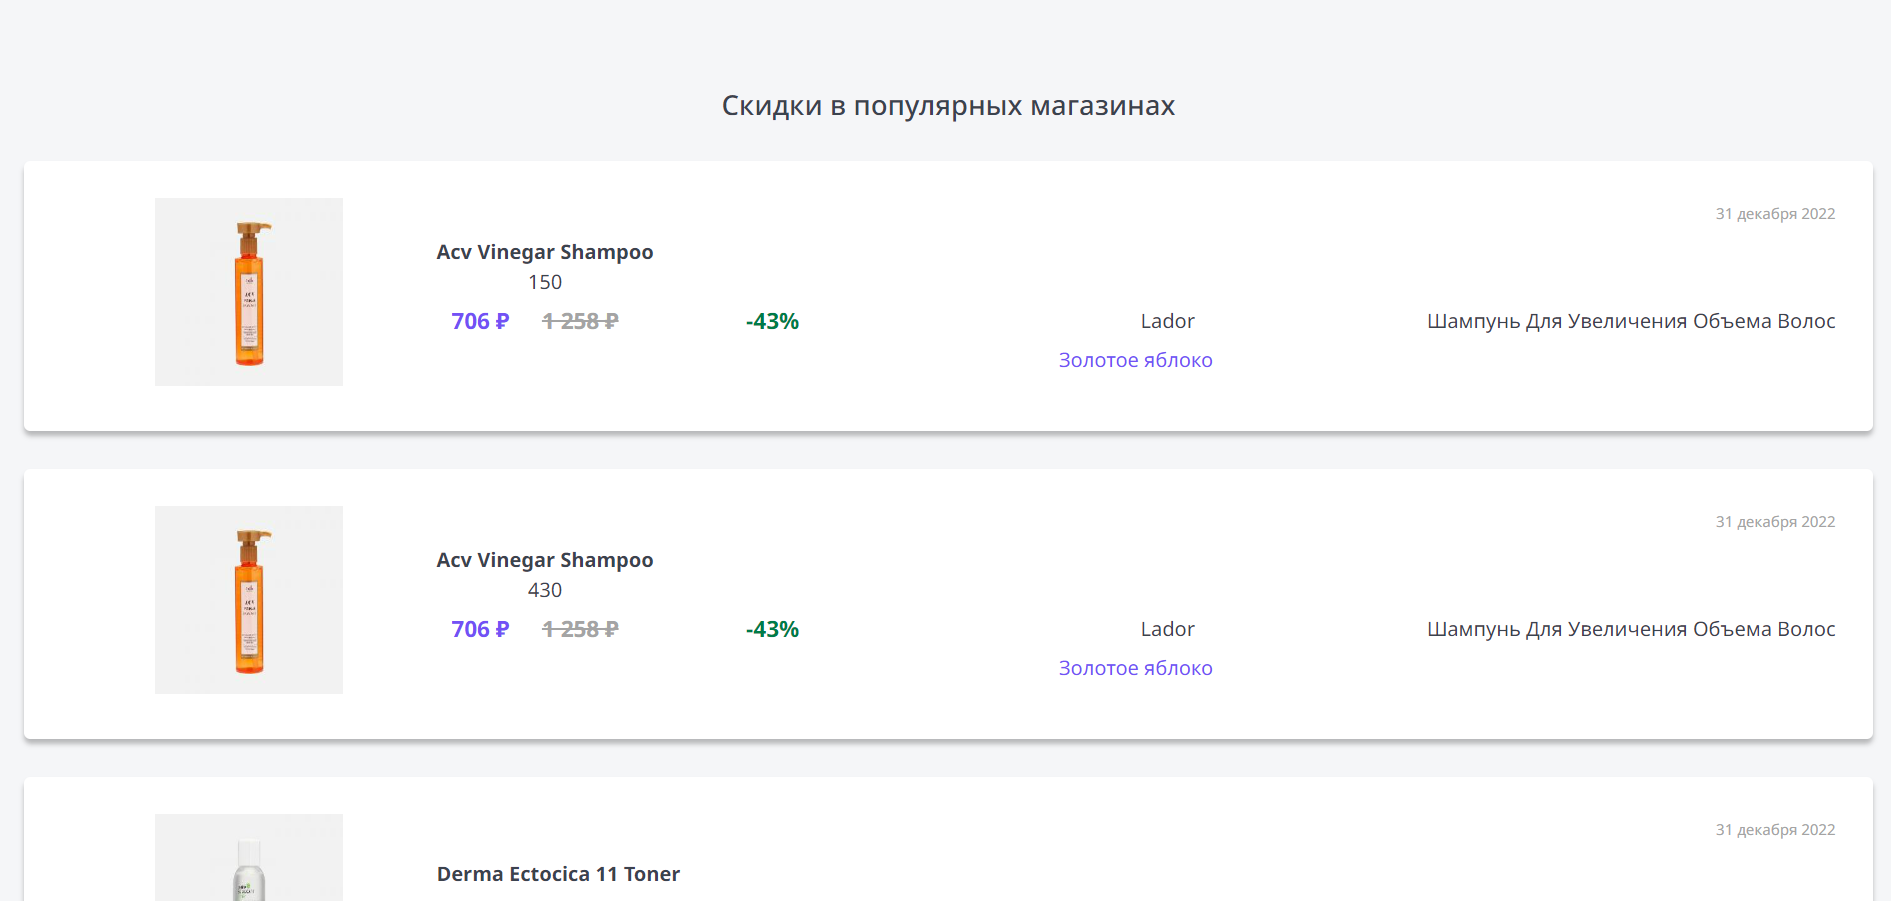 Скидки в популярных магазинах
31 декабря 2022
Acv Vinegar Shampoo
150
706 ₽ 1 258 ₽ -43% Lador Шампунь Для Увеличения Объема Волос
Золотое яблоко
31 декабря 2022
Acv Vinegar Shampoo
430
706 ₽ 1 258 ₽ -43% Lador Шампунь Для Увеличения Объема Волос
Золотое яблоко
31 декабря 2022
Derma Ectocica 11 Toner